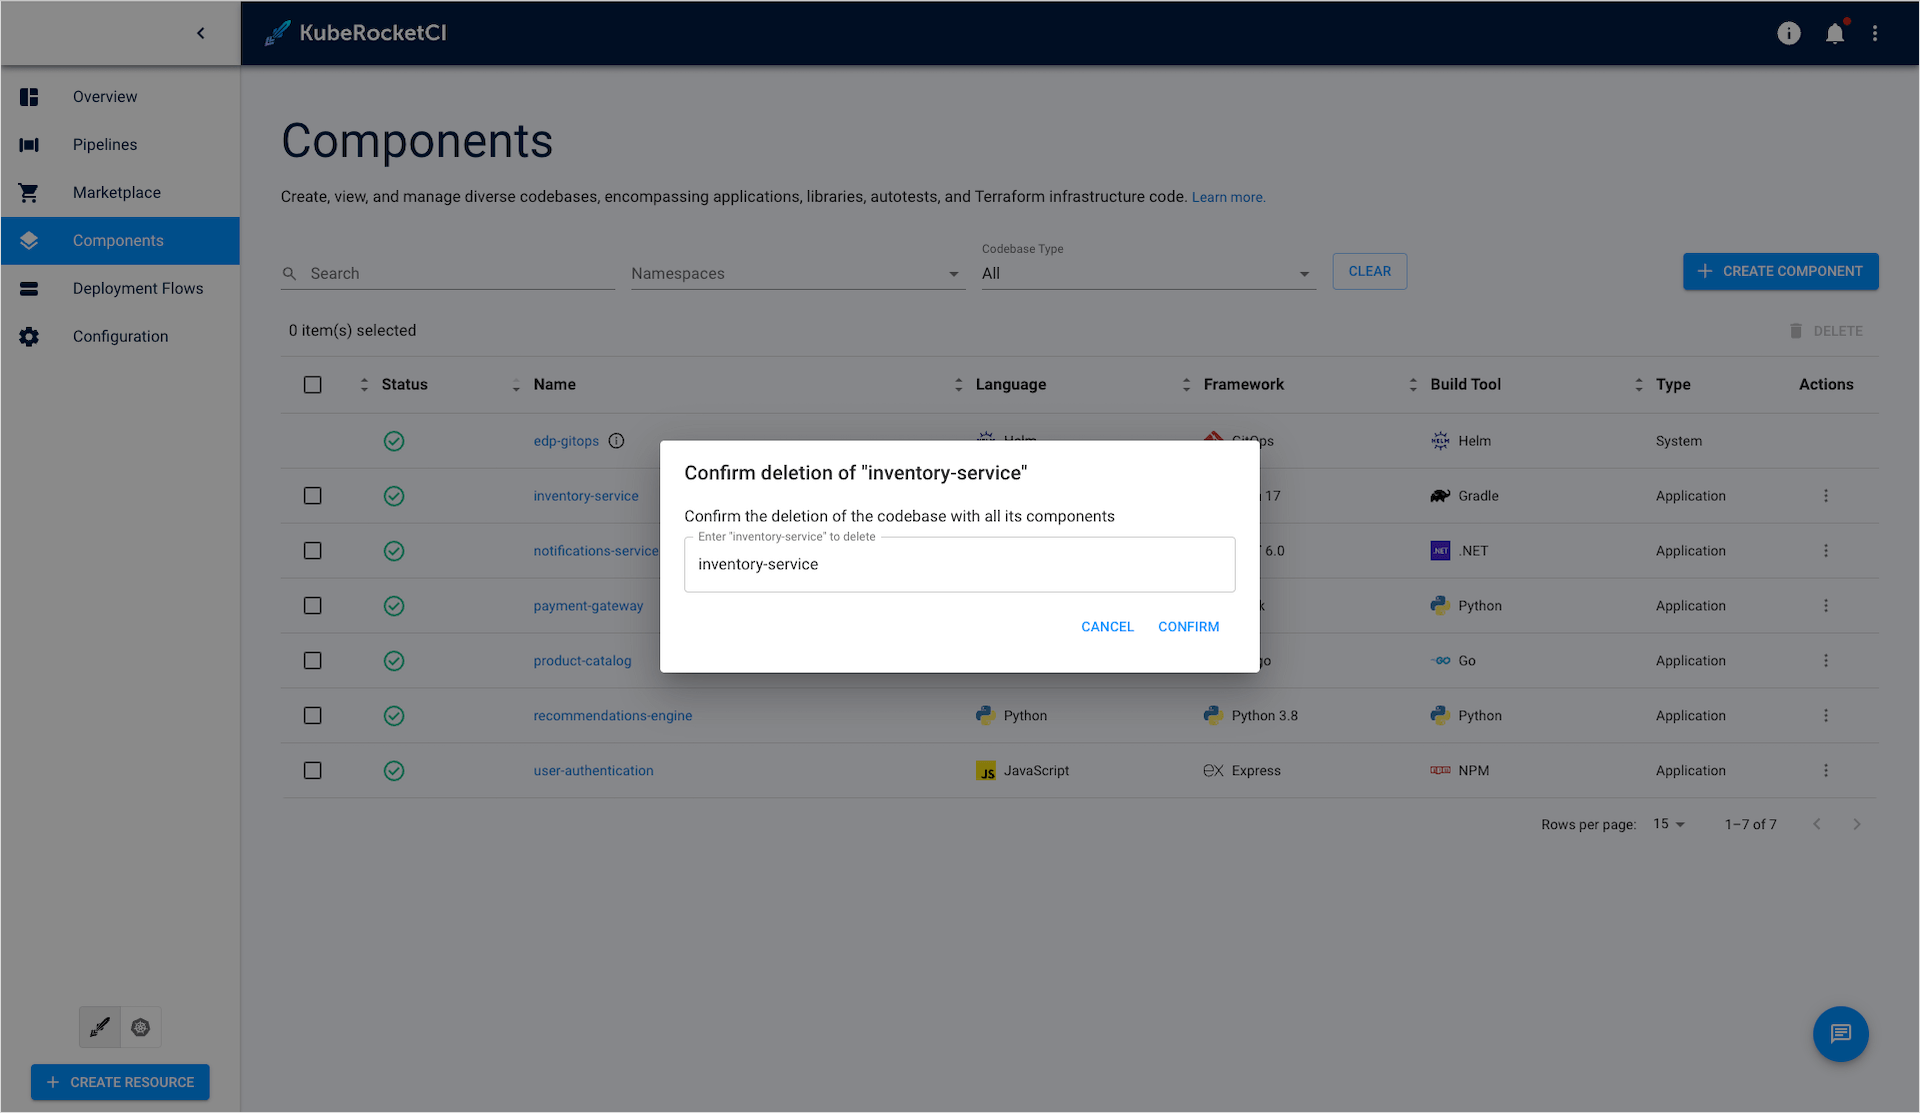 KubeRocketCI
Overview
Pipelines
Marketplace
Components
Deployment Flows
Configuration
CREATE RESOURCE
Components
Create, view, and manage diverse codebases, encompassing applications, libraries, autotests, and Terraform infrastructure code. Learn more.
Search
Namespaces
Codebase Type
All
CLEAR
CREATE COMPONENT
0 item(s) selected
DELETE
Status Name Language Framework Build Tool Type Actions
edp-gitops Helm GitOps Helm System
inventory-service 17 Gradle Application
notifications-service 6.0 .NET Application
payment-gateway Python Application
product-catalog Go Application
recommendations-engine Python Python 3.8 Python Application
user-authentication JavaScript Express NPM Application
Rows per page: 15 1–7 of 7
Confirm deletion of "inventory-service"
Confirm the deletion of the codebase with all its components
Enter "inventory-service" to delete
inventory-service
CANCEL CONFIRM